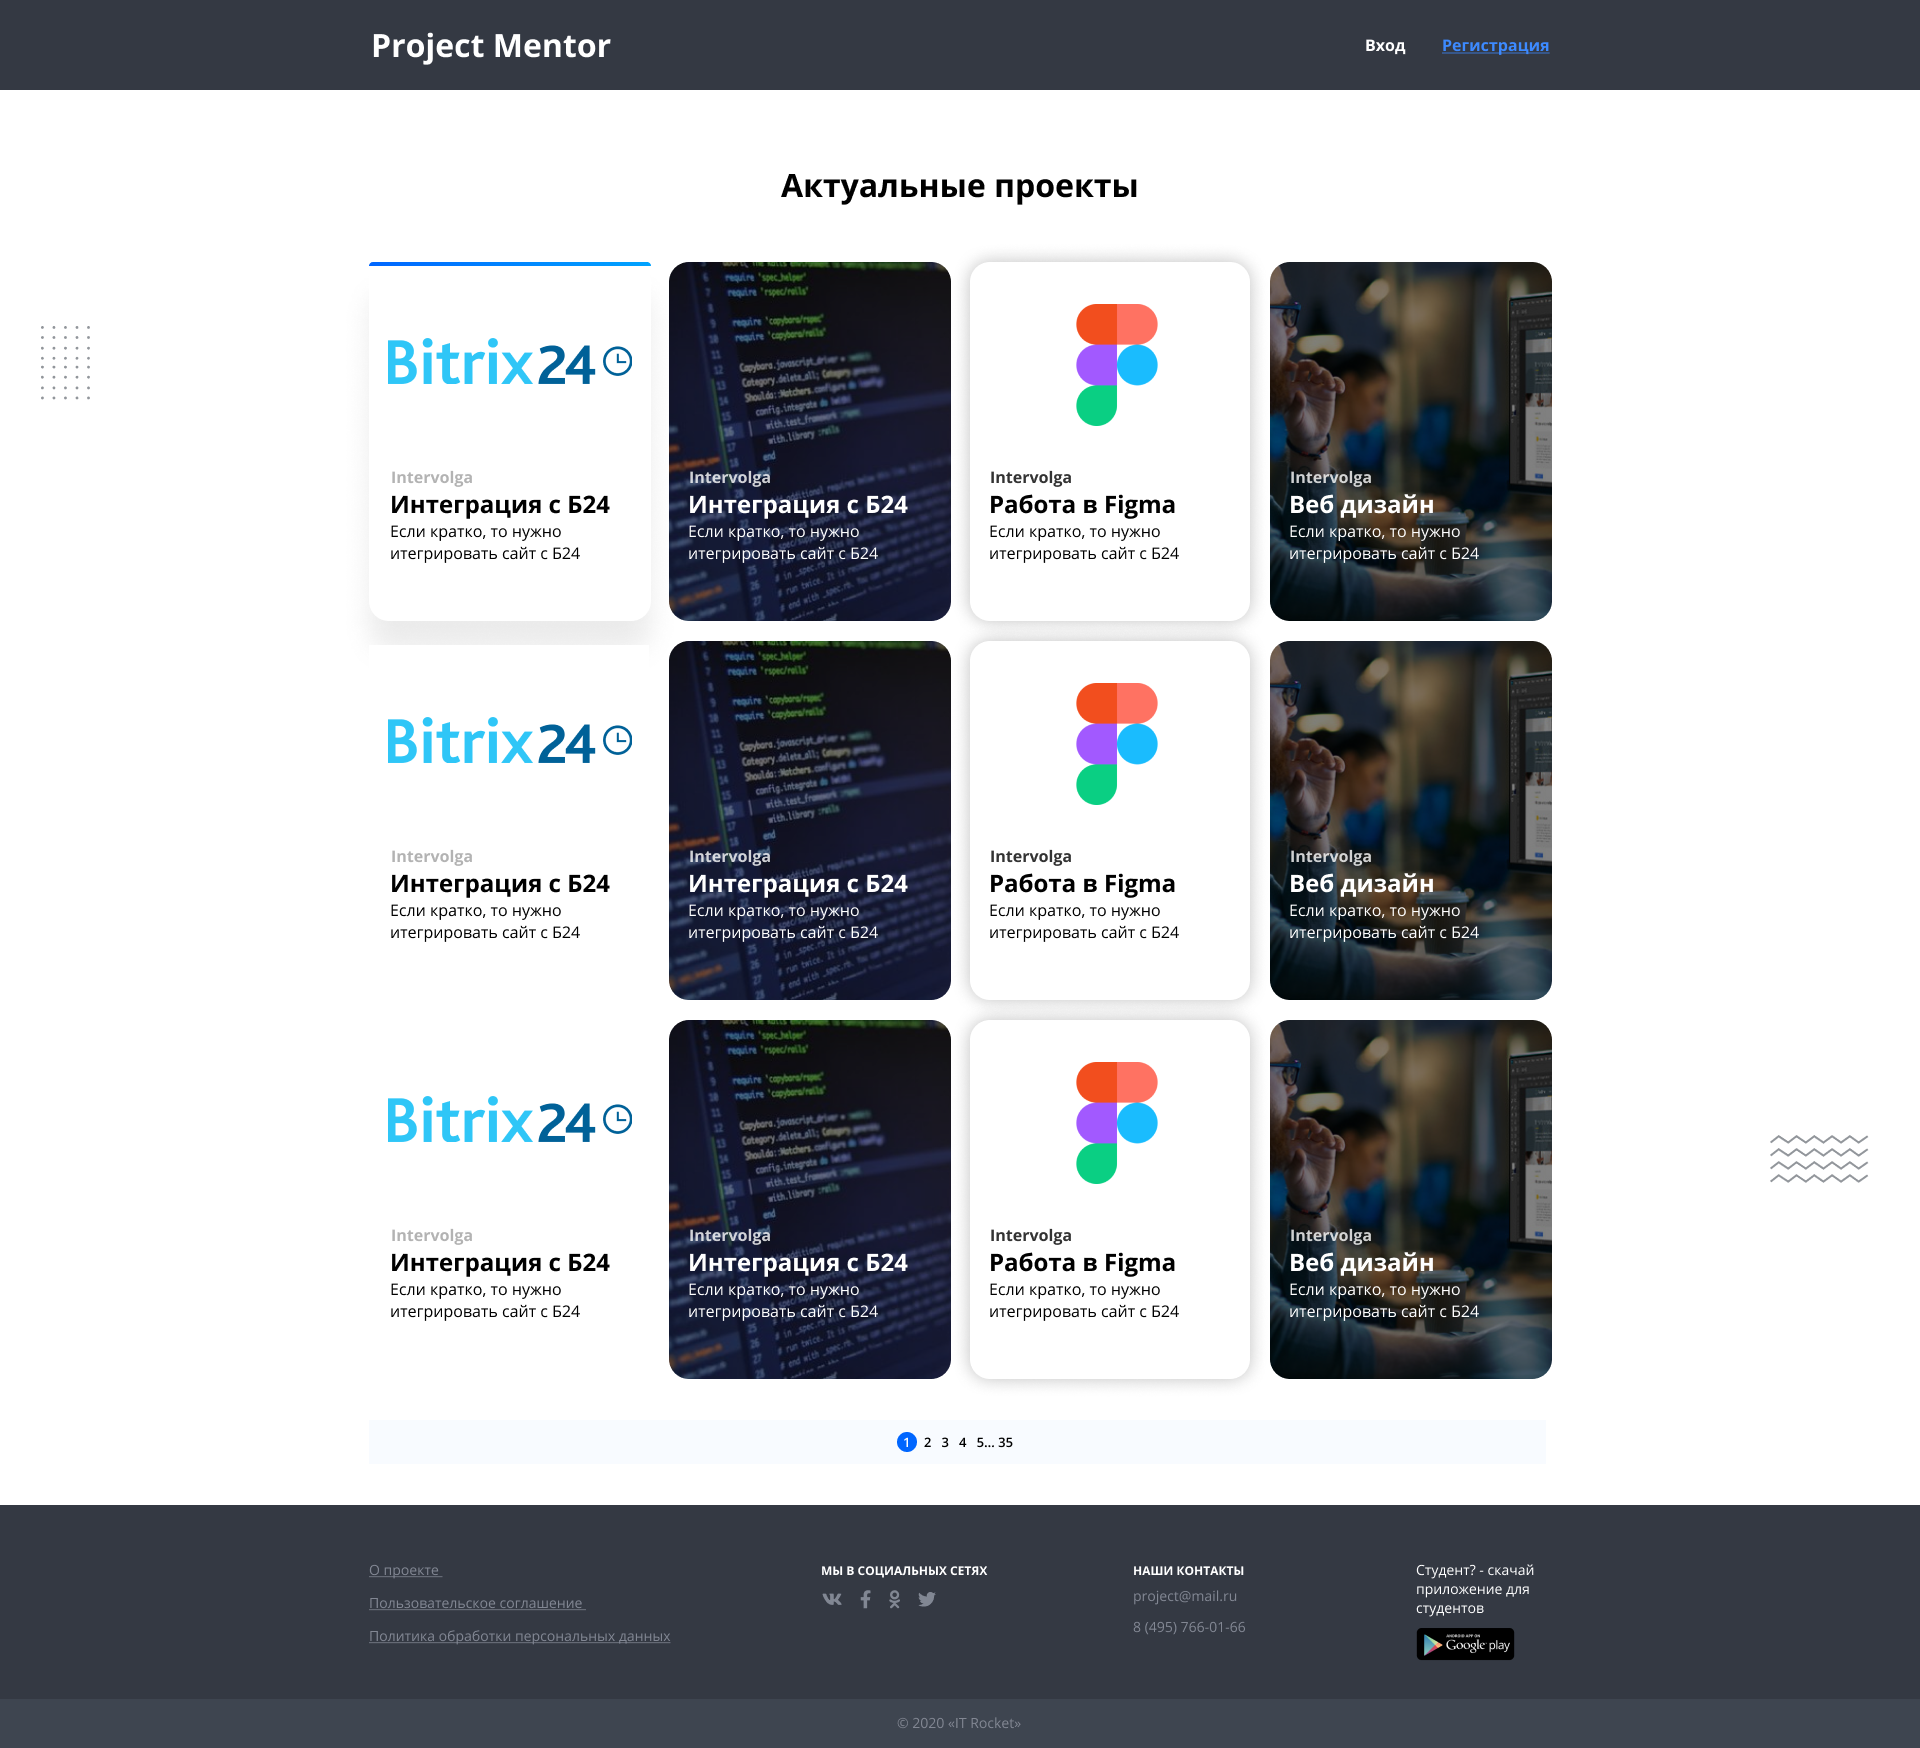 Project Mentor
Вход Регистрация
Актуальные проекты
Bitrix24
Intervolga
Интеграция с Б24
Если кратко, то нужно
итегрировать сайт с Б24
Intervolga
Интеграция с Б24
Если кратко, то нужно
итегрировать сайт с Б24
Intervolga
Работа в Figma
Если кратко, то нужно
итегрировать сайт с Б24
Intervolga
Веб дизайн
Если кратко, то нужно
итегрировать сайт с Б24
Bitrix24
Intervolga
Интеграция с Б24
Если кратко, то нужно
итегрировать сайт с Б24
Intervolga
Интеграция с Б24
Если кратко, то нужно
итегрировать сайт с Б24
Intervolga
Работа в Figma
Если кратко, то нужно
итегрировать сайт с Б24
Intervolga
Веб дизайн
Если кратко, то нужно
итегрировать сайт с Б24
Bitrix24
Intervolga
Интеграция с Б24
Если кратко, то нужно
итегрировать сайт с Б24
Intervolga
Интеграция с Б24
Если кратко, то нужно
итегрировать сайт с Б24
Intervolga
Работа в Figma
Если кратко, то нужно
итегрировать сайт с Б24
Intervolga
Веб дизайн
Если кратко, то нужно
итегрировать сайт с Б24
1 2 3 4 5... 35
О проекте
Пользовательское соглашение
Политика обработки персональных данных
МЫ В СОЦИАЛЬНЫХ СЕТЯХ
НАШИ КОНТАКТЫ
project@mail.ru
8 (495) 766-01-66
Студент? - скачай
приложение для
студентов
ANDROID APP ON
Google play
© 2020 «IT Rocket»